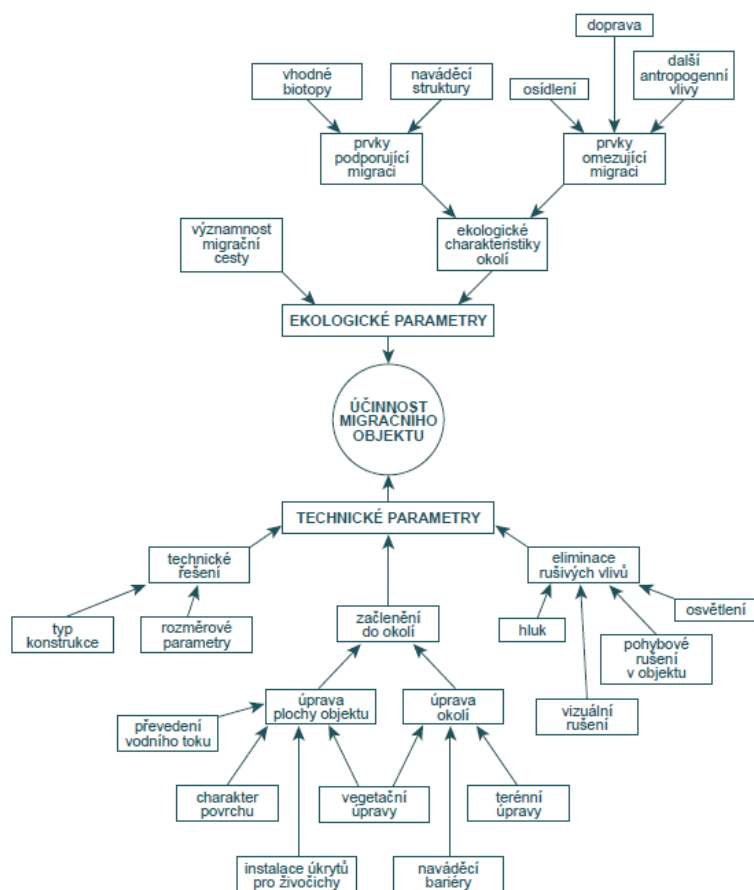 doprava
vhodné
biotopy
naváděcí
struktury
osídlení
další
antropogenní
vlivy
prvky
podporující
migraci
prvky
omezující
migraci
významnost
migrační
cesty
ekologické
charakteristiky
okolí
EKOLOGICKÉ PARAMETRY
ÚČINNOST
MIGRAČNÍHO
OBJEKTU
TECHNICKÉ PARAMETRY
technické
řešení
eliminace
rušivých vlivů
typ
konstrukce
rozměrové
parametry
začlenění
do okolí
hluk
osvětlení
pohybové
rušení
v objektu
úprava
plochy objektu
úprava
okolí
vizuální
rušení
převedení
vodního toku
charakter
povrchu
vegetační
úpravy
terénní
úpravy
instalace úkrytů
pro živočichy
naváděcí
bariéry